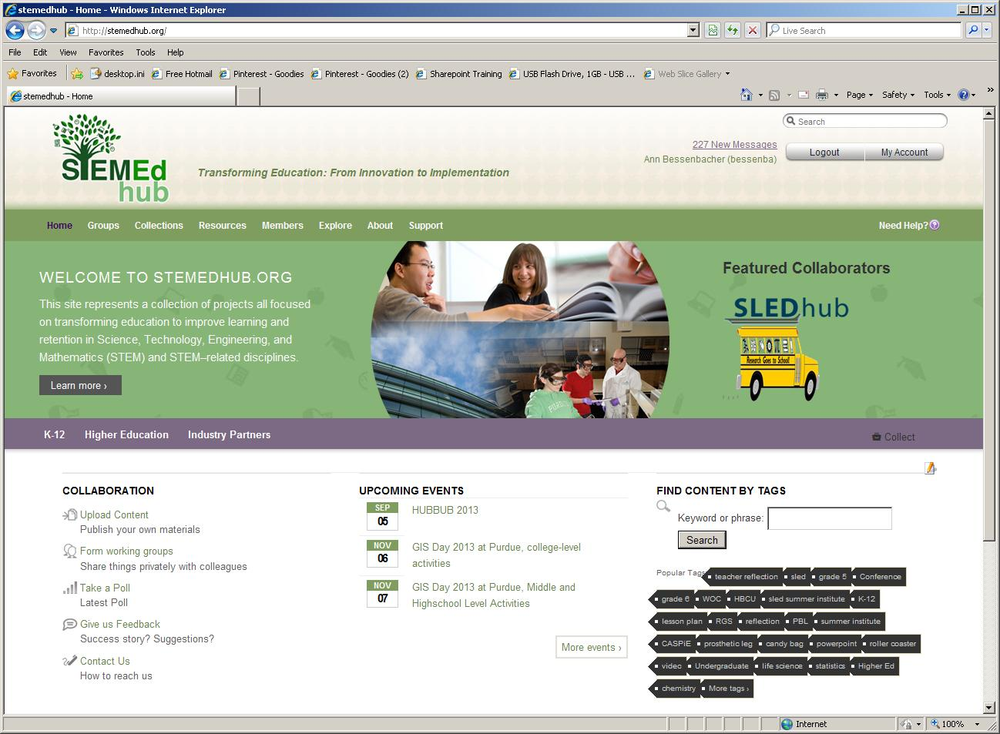 stemedhub - Home - Windows Internet Explorer
http://stemedhub.org/
Live Search
File Edit View Favorites Tools Help
Favorites desktop.ini Free Hotmail Pinterest - Goodies Pinterest - Goodies (2) Sharepoint Training USB Flash Drive, 1GB - USB ... Web Slice Gallery
stemedhub - Home
Page Safety Tools
Search
227 New Messages
Ann Bessenbacher (bessenba)
Logout My Account
STEMEd
hub
Transforming Education: From Innovation to Implementation
Home Groups Collections Resources Members Explore About Support Need Help?
WELCOME TO STEMEDHUB.ORG
This site represents a collection of projects all focused
on transforming education to improve learning and
retention in Science, Technology, Engineering, and
Mathematics (STEM) and STEM–related disciplines.
Learn more ›
Featured Collaborators
SLEDhub
Research Goes to School!
K-12 Higher Education Industry Partners Collect
COLLABORATION
Upload Content
Publish your own materials
Form working groups
Share things privately with colleagues
Take a Poll
Latest Poll
Give us Feedback
Success story? Suggestions?
Contact Us
How to reach us
UPCOMING EVENTS
SEP
05
HUBBUB 2013
NOV
06
GIS Day 2013 at Purdue, college-level
activities
NOV
07
GIS Day 2013 at Purdue, Middle and
Highschool Level Activities
More events ›
FIND CONTENT BY TAGS
Keyword or phrase:
Search
Popular Tags teacher reflection sled grade 5 Conference
grade 6 WOC HBCU sled summer institute K-12
lesson plan RGS reflection PBL summer institute
CASPiE prosthetic leg candy bag powerpoint roller coaster
video Undergraduate life science statistics Higher Ed
chemistry More tags ›
Internet
100%